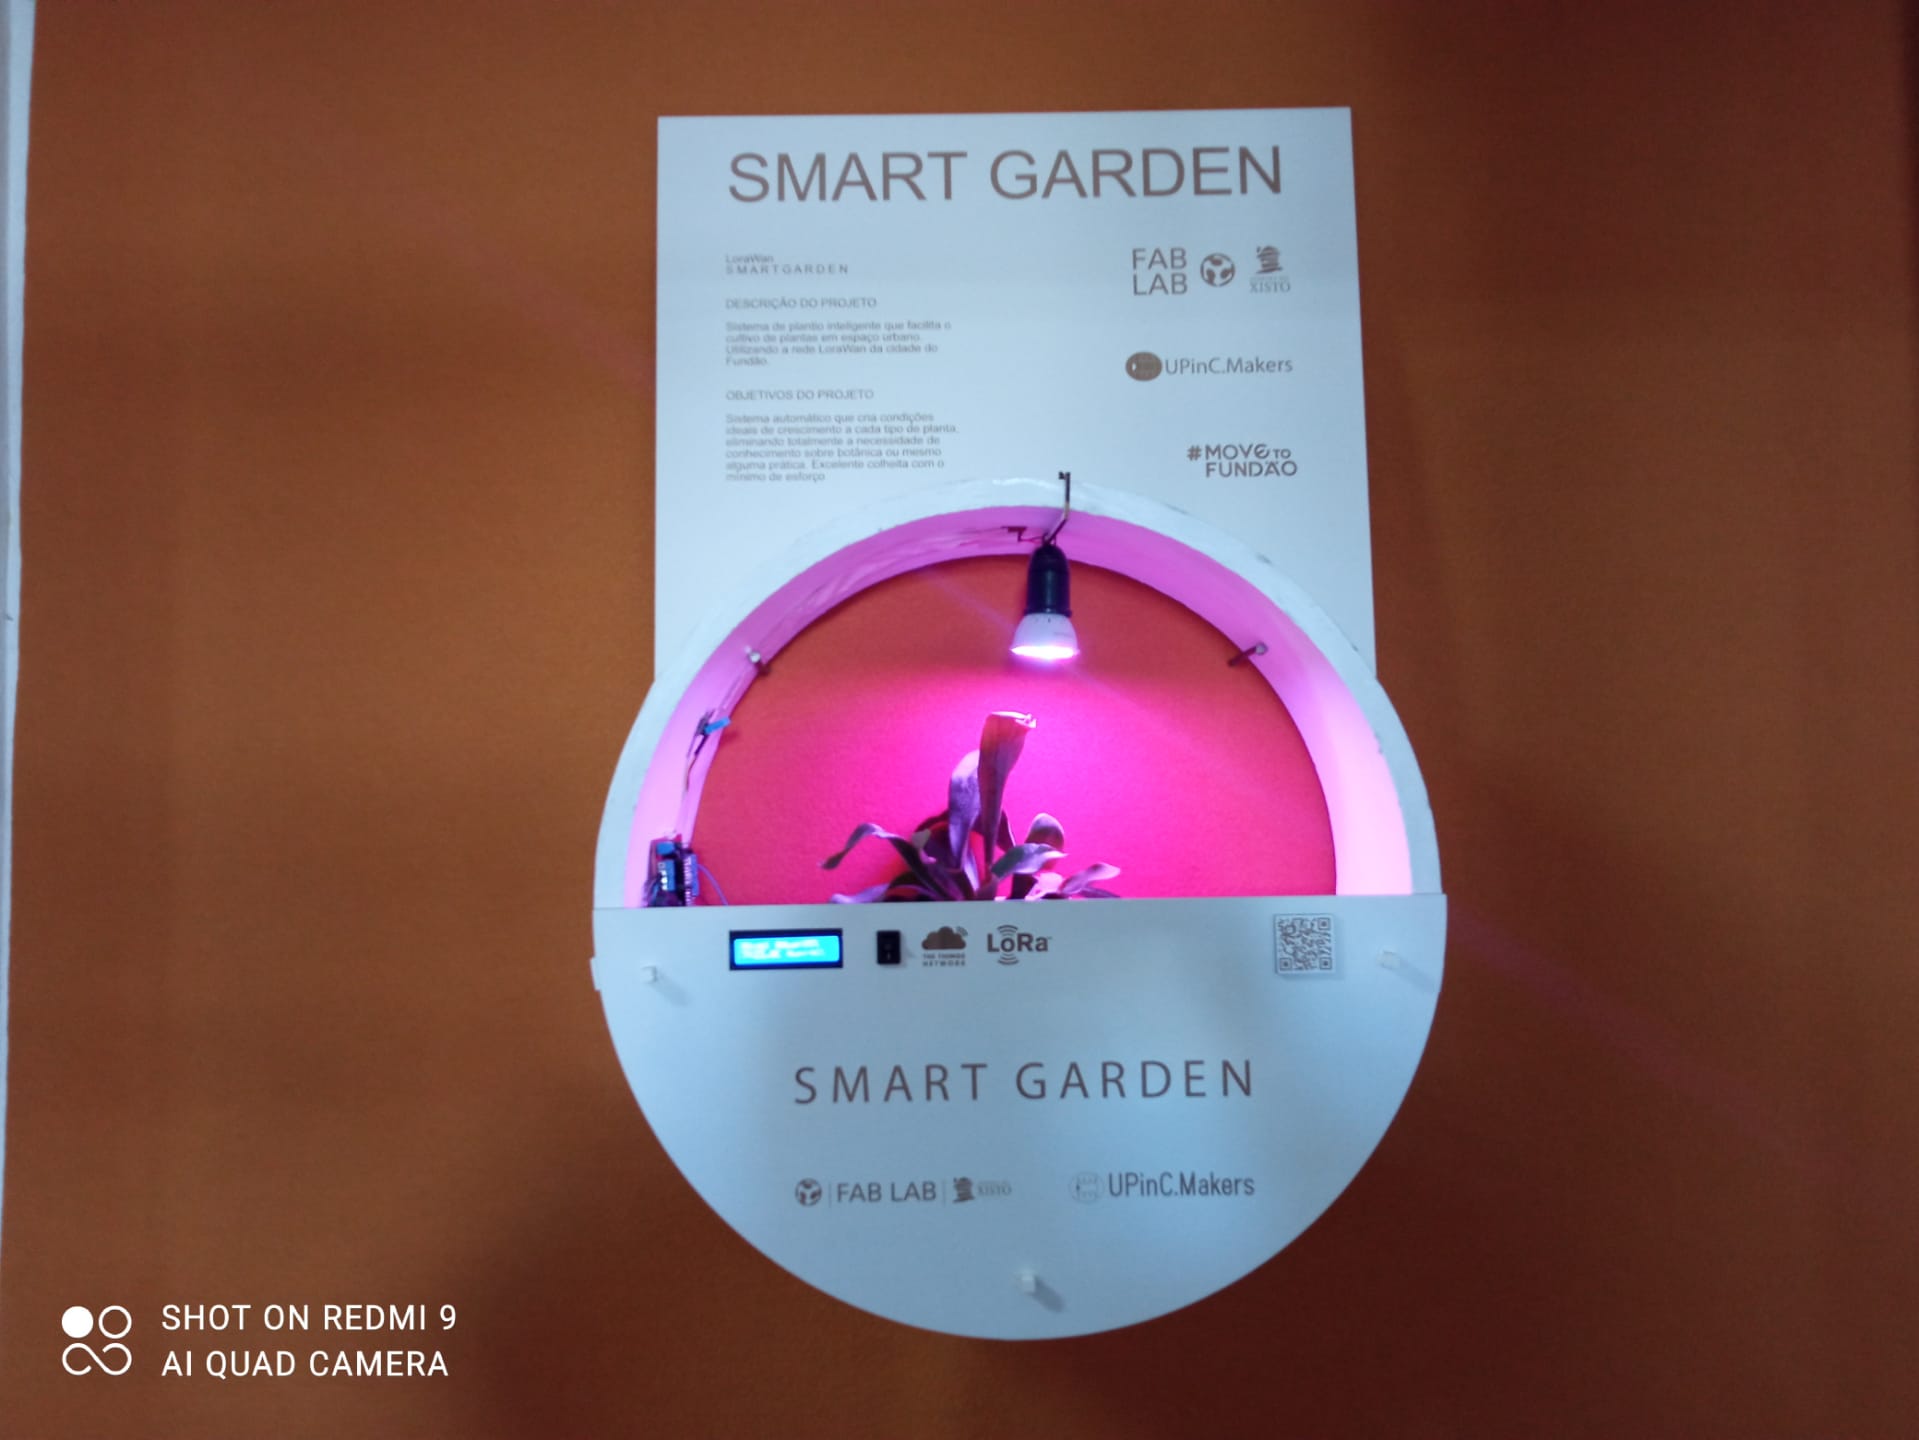 SMART GARDEN
LoraWan
SMARTGARDEN
DESCRIÇÃO DO PROJETO
Sistema de plantio inteligente que facilita o
cultivo de plantas em espaço urbano.
Utilizando a rede LoraWan da cidade do
Fundão.
OBJETIVOS DO PROJETO
Sistema automático que cria condições
ideais de crescimento a cada tipo de planta,
eliminando totalmente a necessidade de
conhecimento sobre botânica ou mesmo
alguma prática. Excelente colheita com o
mínimo de esforço
FAB
LAB
XISTO
UPinC.Makers
#MOVE TO
FUNDÃO
THE THINGS
NETWORK
LoRa
SMART GARDEN
FAB LAB
XISTO
UPinC.Makers
SHOT ON REDMI 9
AI QUAD CAMERA